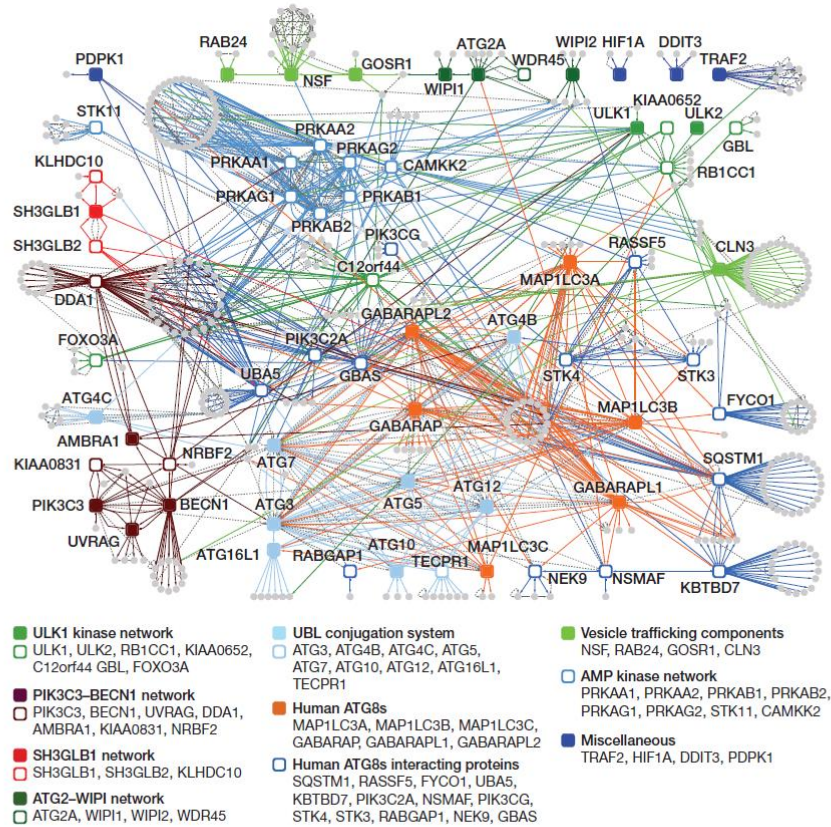 PDPK1
RAB24
NSF
GOSR1
ATG2A
WIPI1
WDR45
WIPI2
HIF1A
DDIT3
TRAF2
STK11
KIAA0652
ULK1
ULK2
GBL
RB1CC1
PRKAA2
PRKAG2
PRKAA1
CAMKK2
PRKAG1
PRKAB1
PRKAB2
KLHDC10
SH3GLB1
SH3GLB2
PIK3CG
C12orf44
MAP1LC3A
RASSF5
CLN3
DDA1
GABARAPL2
ATG4B
FOXO3A
PIK3C2A
UBA5
GBAS
STK4
STK3
FYCO1
ATG4C
AMBRA1
GABARAP
MAP1LC3B
KIAA0831
NRBF2
ATG7
SQSTM1
PIK3C3
BECN1
ATG3
ATG5
ATG12
GABARAPL1
UVRAG
ATG16L1
RABGAP1
ATG10
TECPR1
MAP1LC3C
NEK9
NSMAF
KBTBD7
ULK1 kinase network
ULK1, ULK2, RB1CC1, KIAA0652,
C12orf44 GBL, FOXO3A
PIK3C3–BECN1 network
PIK3C3, BECN1, UVRAG, DDA1,
AMBRA1, KIAA0831, NRBF2
SH3GLB1 network
SH3GLB1, SH3GLB2, KLHDC10
ATG2–WIPI network
ATG2A, WIPI1, WIPI2, WDR45
UBL conjugation system
ATG3, ATG4B, ATG4C, ATG5,
ATG7, ATG10, ATG12, ATG16L1,
TECPR1
Human ATG8s
MAP1LC3A, MAP1LC3B, MAP1LC3C,
GABARAP, GABARAPL1, GABARAPL2
Human ATG8s interacting proteins
SQSTM1, RASSF5, FYCO1, UBA5,
KBTBD7, PIK3C2A, NSMAF, PIK3CG,
STK4, STK3, RABGAP1, NEK9, GBAS
Vesicle trafficking components
NSF, RAB24, GOSR1, CLN3
AMP kinase network
PRKAA1, PRKAA2, PRKAB1, PRKAB2,
PRKAG1, PRKAG2, STK11, CAMKK2
Miscellaneous
TRAF2, HIF1A, DDIT3, PDPK1